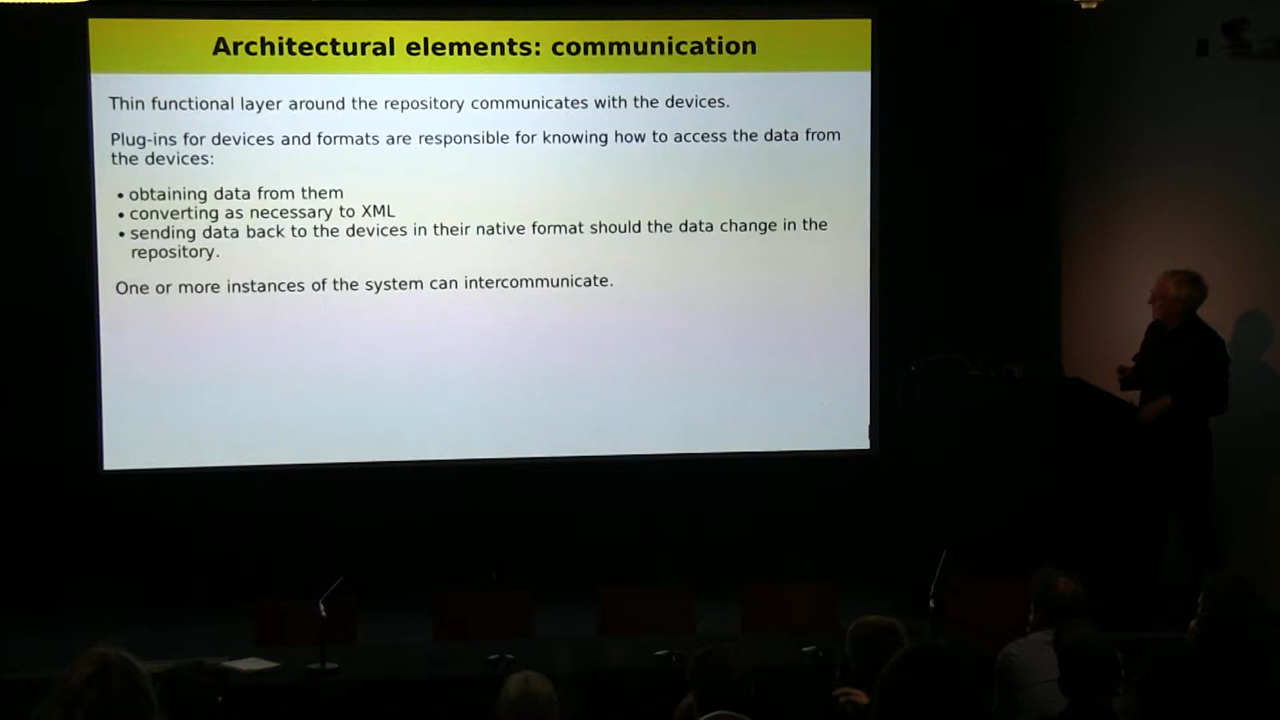 Architectural elements: communication
Thin functional layer around the repository communicates with the devices.
Plug-ins for devices and formats are responsible for knowing how to access the data from
the devices:
• obtaining data from them
• converting as necessary to XML
• sending data back to the devices in their native format should the data change in the
repository.
One or more instances of the system can intercommunicate.